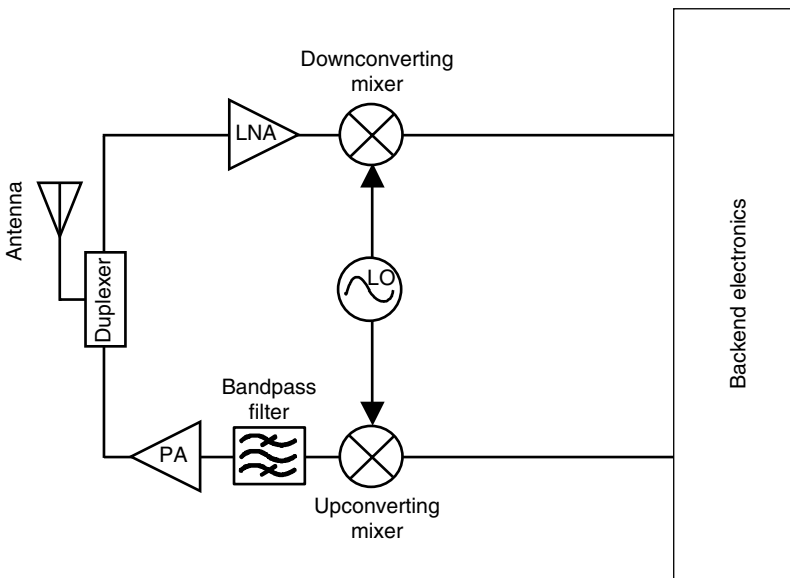 Downconverting
mixer
LNA
Antenna
Duplexer
LO
Backend electronics
Bandpass
filter
PA
Upconverting
mixer